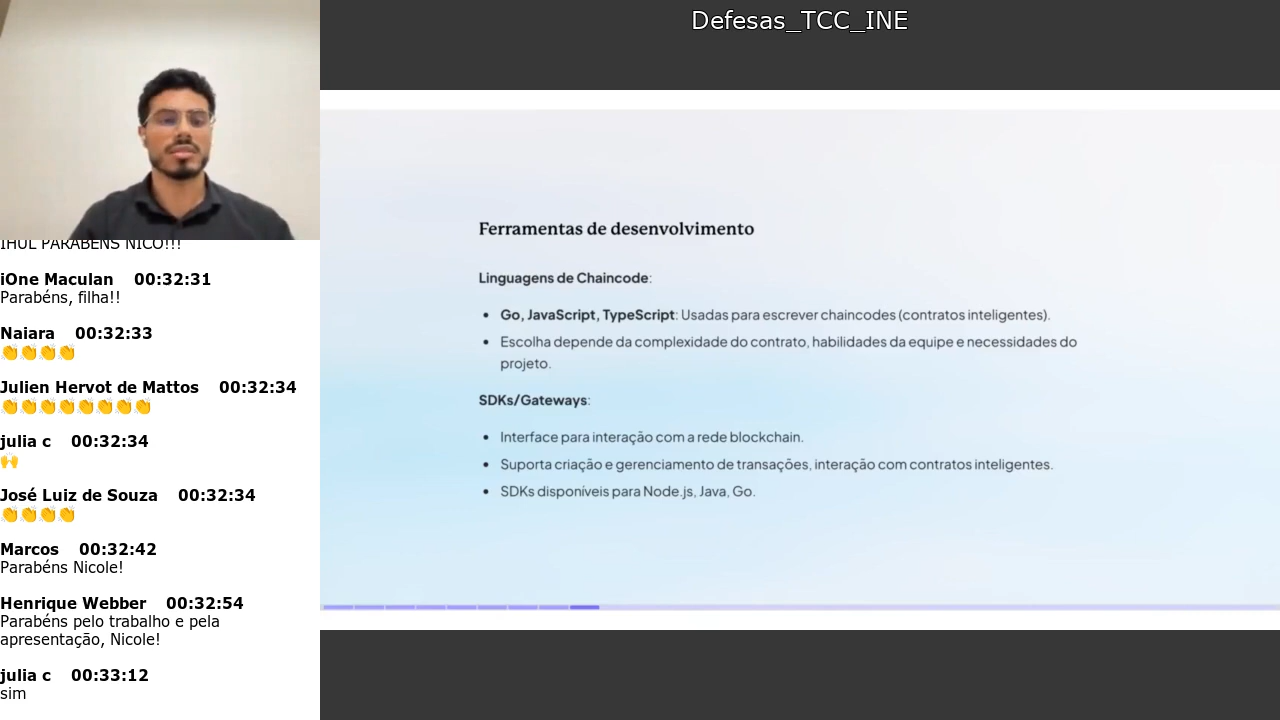 Defesas_TCC_INE
IHUL PARABÉNS NICO!!!
iOne Maculan 00:32:31
Parabéns, filha!!
Naiara 00:32:33
👏👏👏👏
Julien Hervot de Mattos 00:32:34
👏👏👏👏👏👏👏👏
julia c 00:32:34
🙌
José Luiz de Souza 00:32:34
👏👏👏👏
Marcos 00:32:42
Parabéns Nicole!
Henrique Webber 00:32:54
Parabéns pelo trabalho e pela
apresentação, Nicole!
julia c 00:33:12
sim
Ferramentas de desenvolvimento
Linguagens de Chaincode:
• Go, JavaScript, TypeScript: Usadas para escrever chaincodes (contratos inteligentes).
• Escolha depende da complexidade do contrato, habilidades da equipe e necessidades do
projeto.
SDKs/Gateways:
• Interface para interação com a rede blockchain.
• Suporta criação e gerenciamento de transações, interação com contratos inteligentes.
• SDKs disponíveis para Node.js, Java, Go.